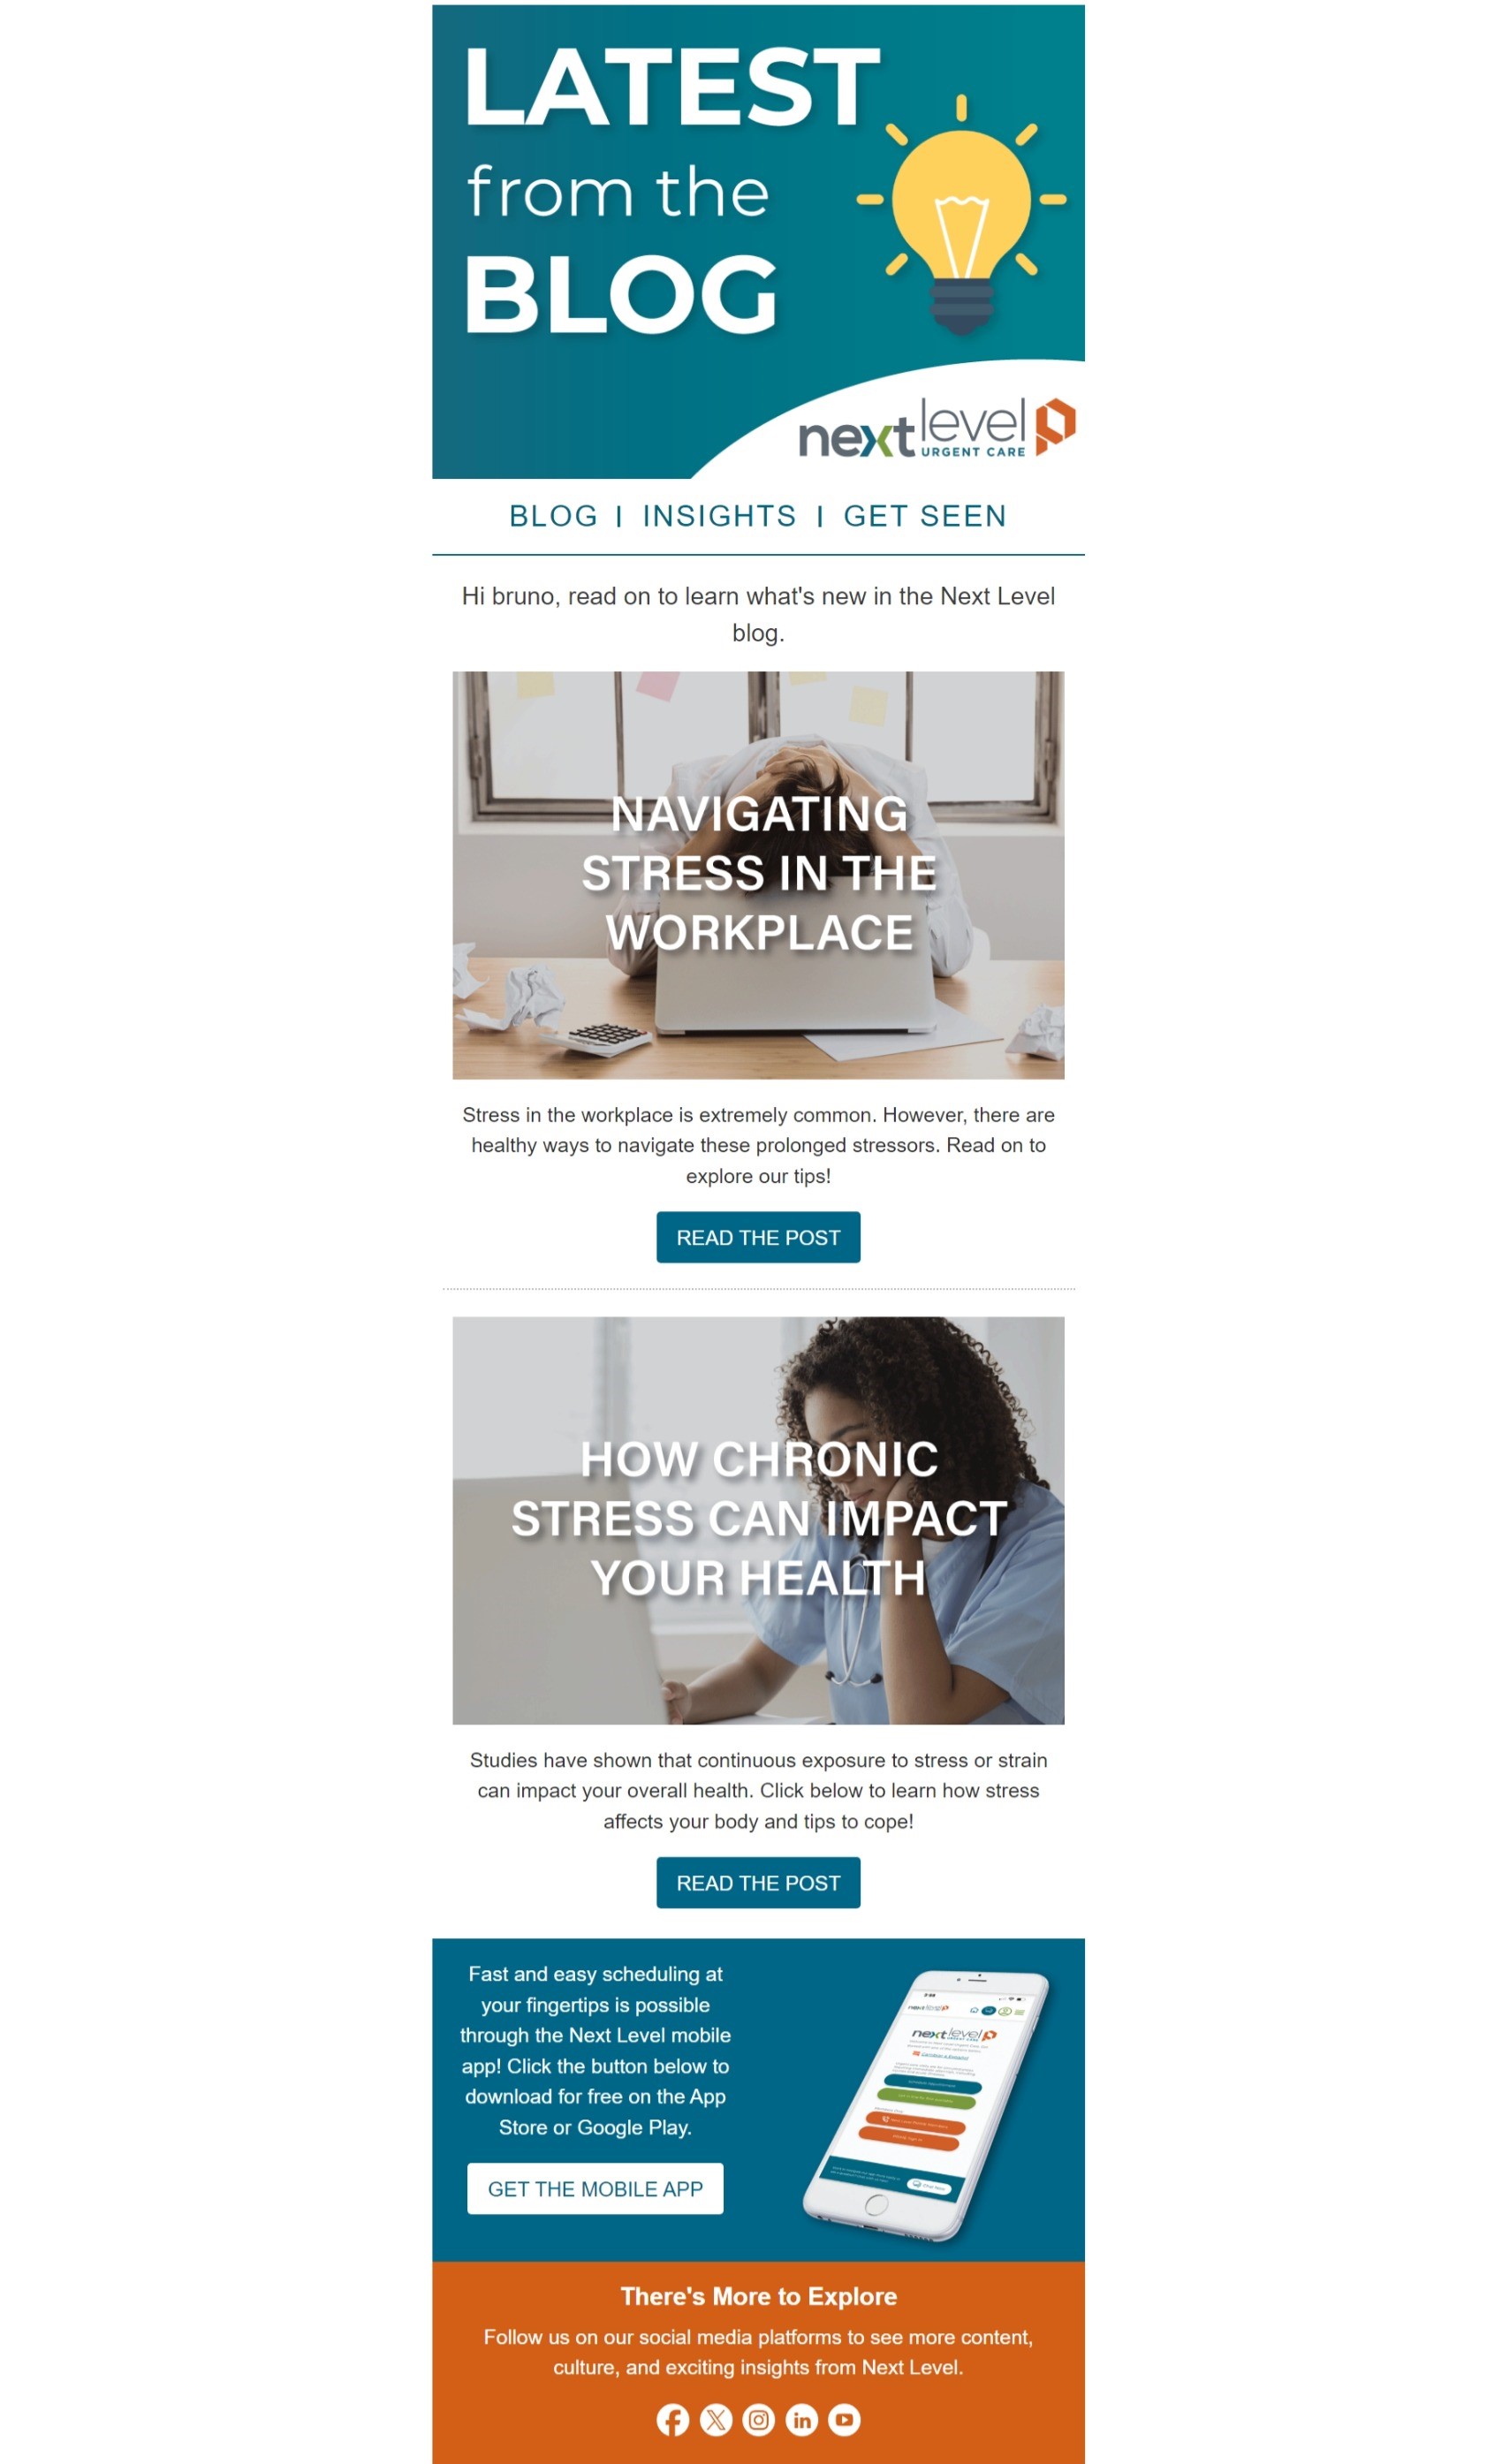 LATEST
from the
BLOG
next level
URGENT CARE
BLOG | INSIGHTS | GET SEEN
Hi bruno, read on to learn what's new in the Next Level
blog.
NAVIGATING
STRESS IN THE
WORKPLACE
Stress in the workplace is extremely common. However, there are
healthy ways to navigate these prolonged stressors. Read on to
explore our tips!
READ THE POST
HOW CHRONIC
STRESS CAN IMPACT
YOUR HEALTH
Studies have shown that continuous exposure to stress or strain
can impact your overall health. Click below to learn how stress
affects your body and tips to cope!
READ THE POST
Fast and easy scheduling at
your fingertips is possible
through the Next Level mobile
app! Click the button below to
download for free on the App
Store or Google Play.
GET THE MOBILE APP
next level
next level
There's More to Explore
Follow us on our social media platforms to see more content,
culture, and exciting insights from Next Level.